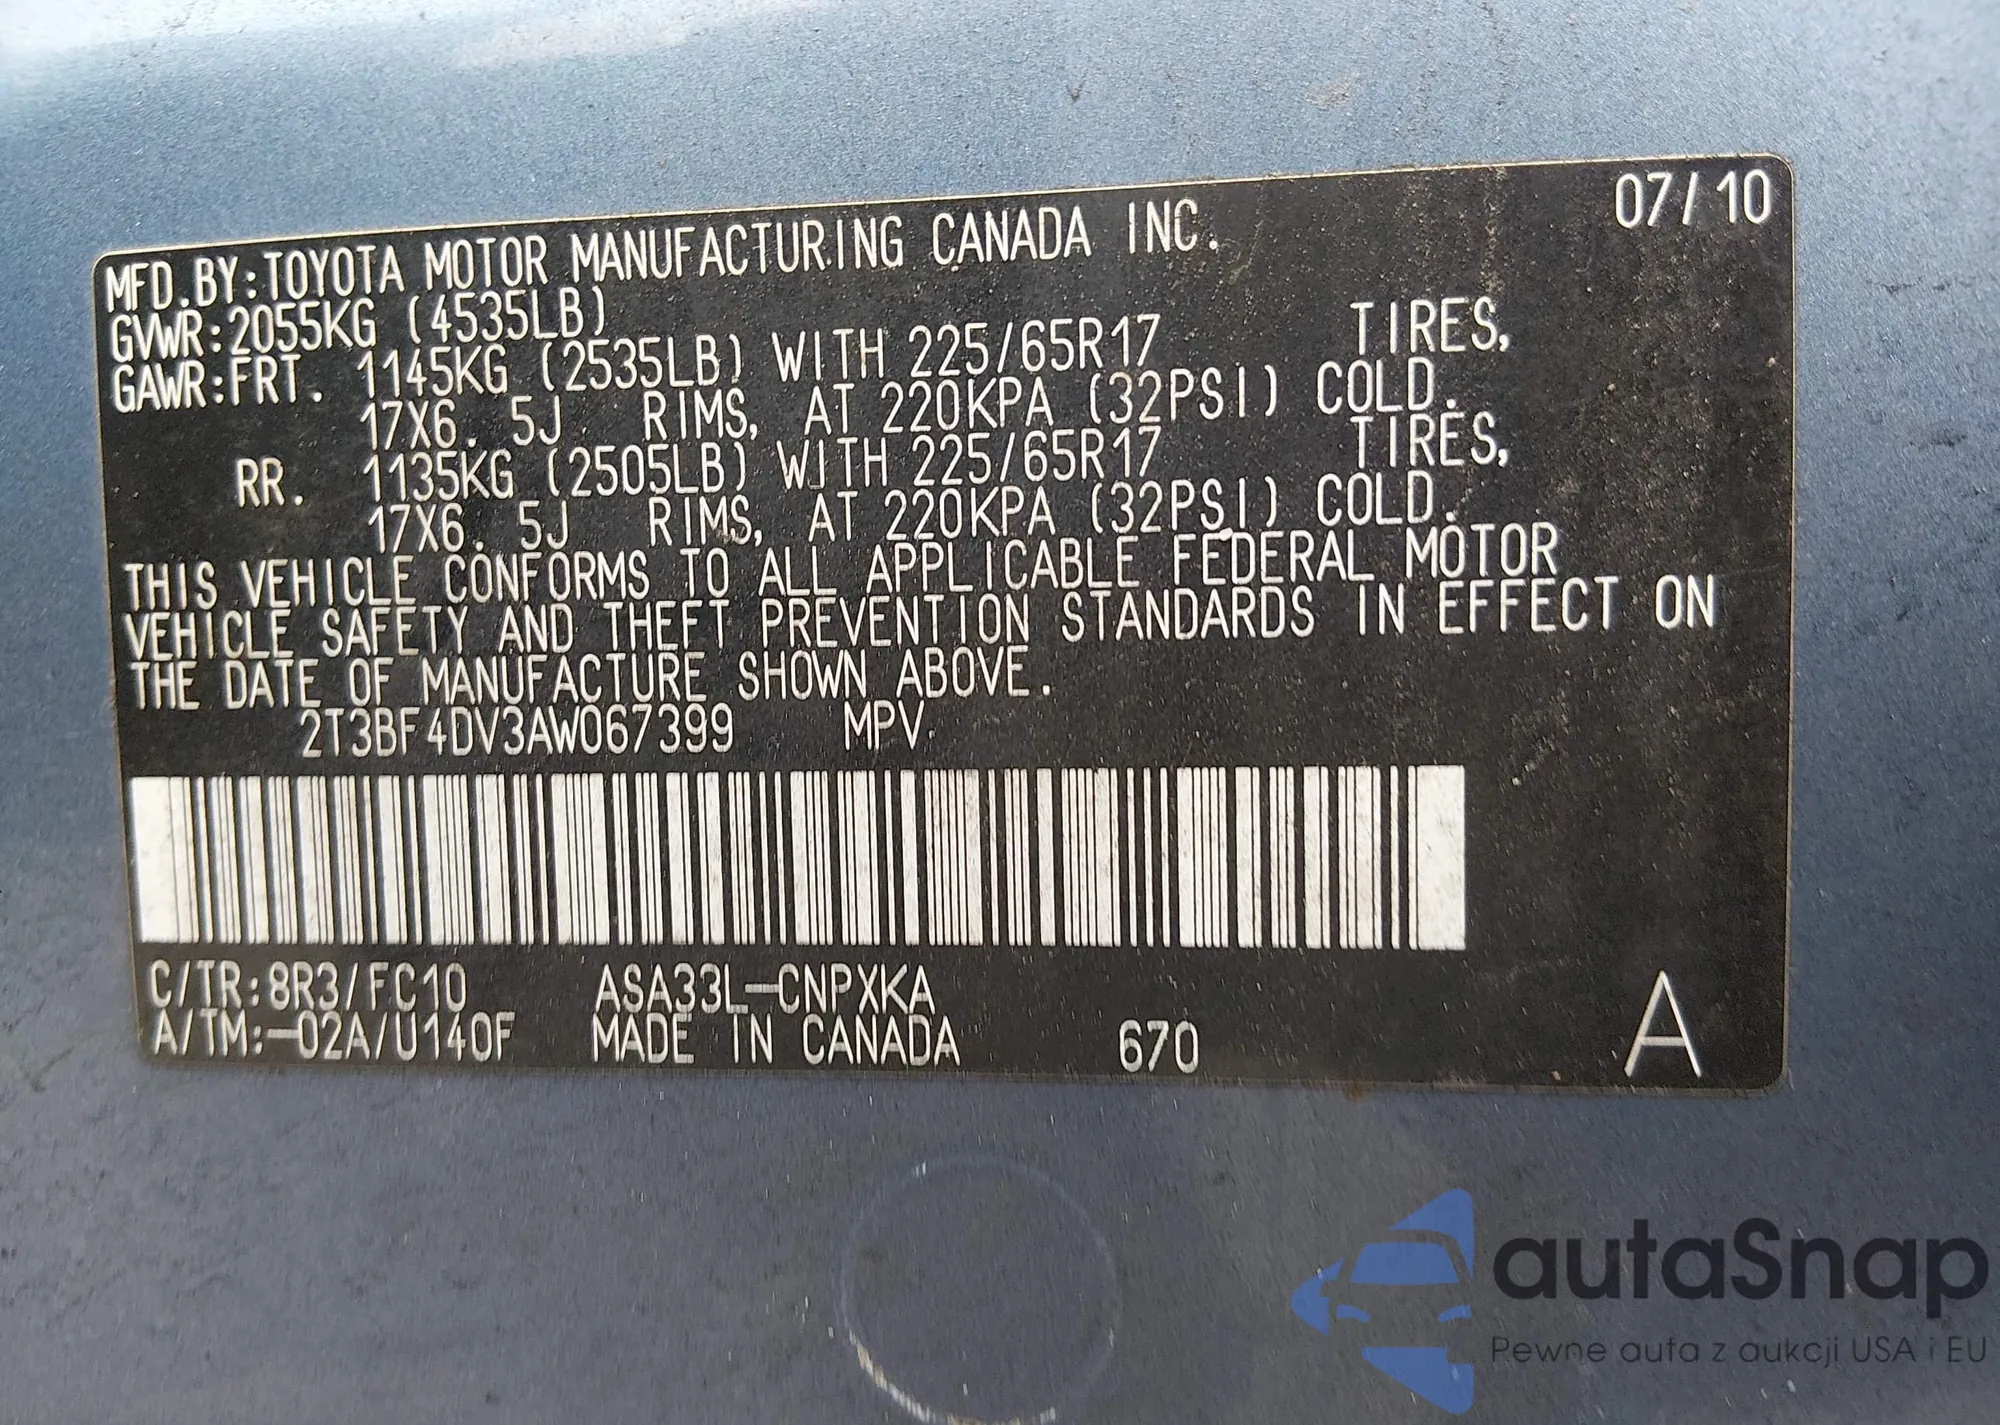 07/10
MFD.BY:TOYOTA MOTOR MANUFACTURING CANADA INC.
GVWR:2055KG (4535LB)
GAWR:FRT. 1145KG (2535LB) WITH 225/65R17 TIRES,
17X6.5J RIMS, AT 220KPA (32PSI) COLD.
RR. 1135KG (2505LB) WITH 225/65R17 TIRES,
17X6.5J RIMS, AT 220KPA (32PSI) COLD.
THIS VEHICLE CONFORMS TO ALL APPLICABLE FEDERAL MOTOR
VEHICLE SAFETY AND THEFT PREVENTION STANDARDS IN EFFECT ON
THE DATE OF MANUFACTURE SHOWN ABOVE.
2T3BF4DV3AW067399 MPV
C/TR:8R3/FC10 ASA33L-CNPXKA
A/TM:-02A/U140F MADE IN CANADA 670 A
autaSnap
Pewne auta z aukcji USA i EU